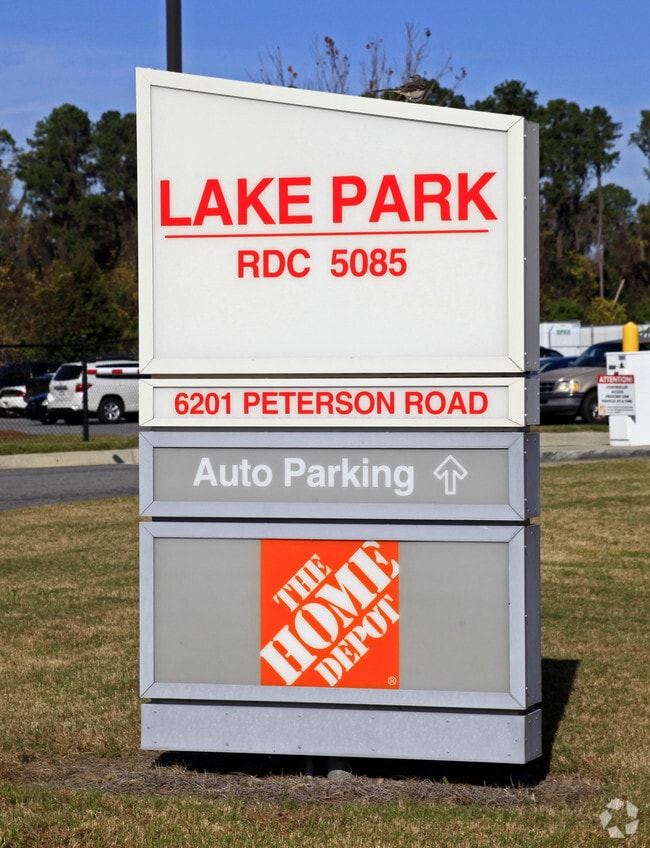 LAKE PARK
RDC 5085
6201 PETERSON ROAD
Auto Parking
THE
HOME
DEPOT
®
ATTENTION!